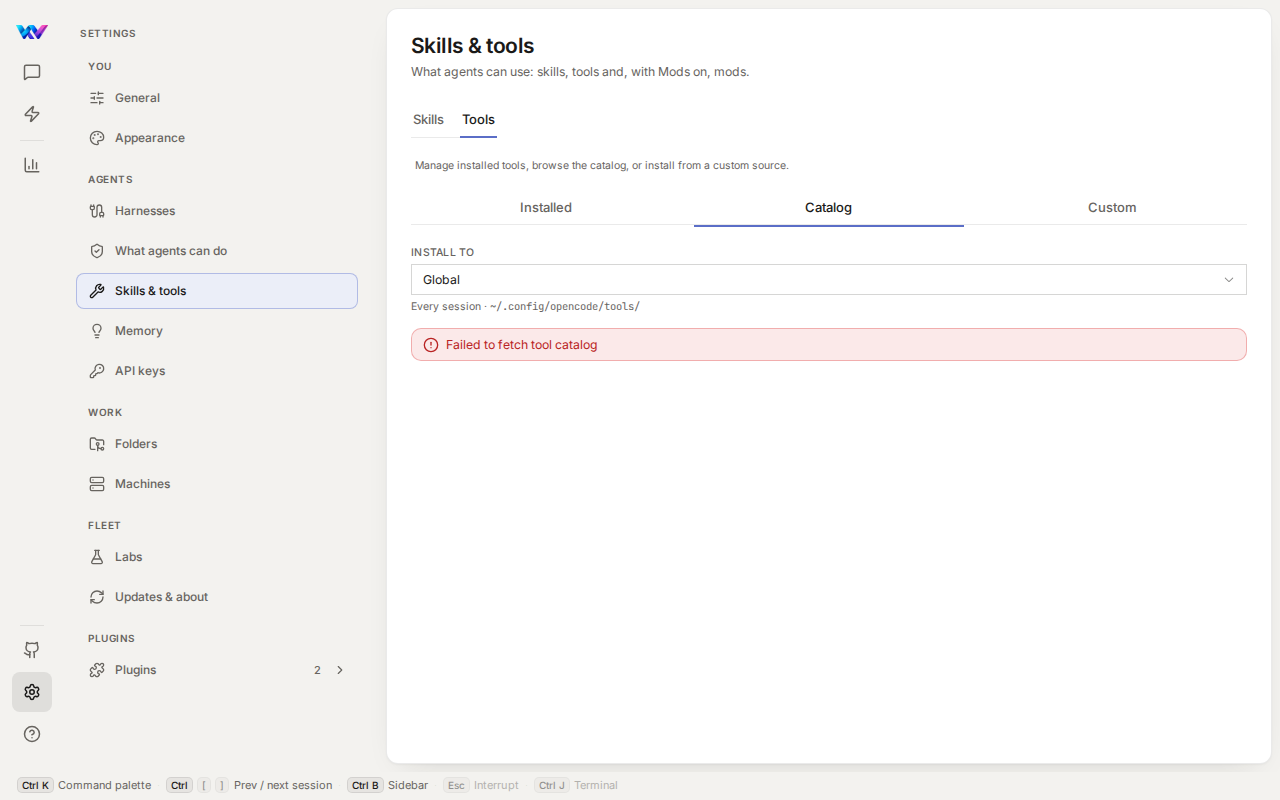 SETTINGS
YOU
General
Appearance
AGENTS
Harnesses
What agents can do
Skills & tools
Memory
API keys
WORK
Folders
Machines
FLEET
Labs
Updates & about
PLUGINS
Plugins 2
Skills & tools
What agents can use: skills, tools and, with Mods on, mods.
Skills Tools
Manage installed tools, browse the catalog, or install from a custom source.
Installed Catalog Custom
INSTALL TO
Global
Every session · ~/.config/opencode/tools/
Failed to fetch tool catalog
Ctrl K Command palette Ctrl [ ] Prev / next session Ctrl B Sidebar Esc Interrupt Ctrl J Terminal